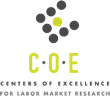 C·O·E
CENTERS OF EXCELLENCE
FOR LABOR MARKET RESEARCH